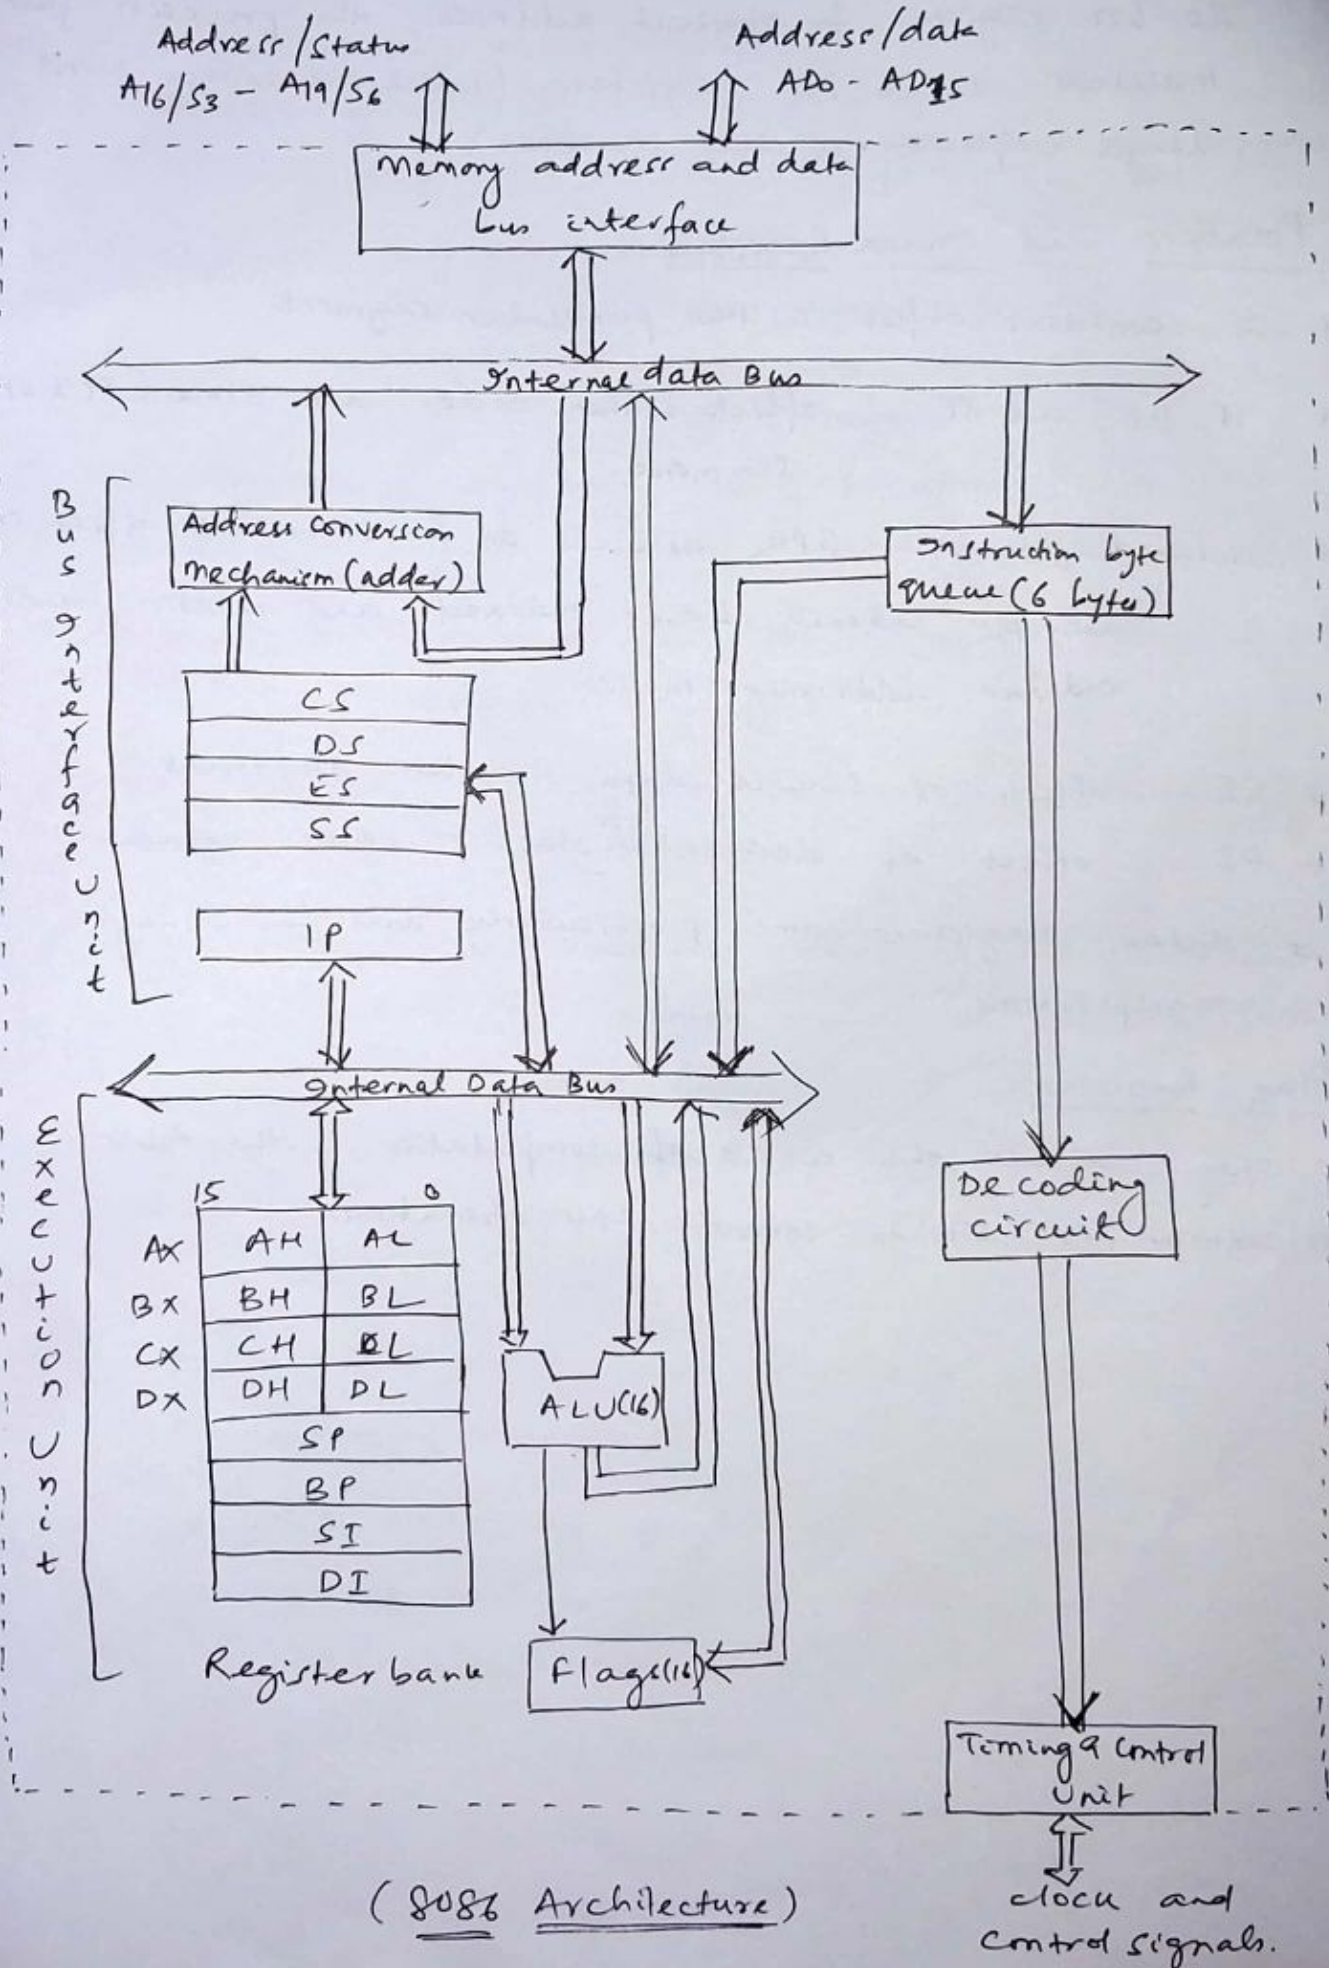 Address/Status
A16/S3 - A19/S6
Address/data
AD0 - AD15
Memory address and data
bus interface
Internal data Bus
Bus Interface Unit
Address conversion
mechanism (adder)
Instruction byte
queue (6 bytes)
CS
DS
ES
SS
IP
Internal Data Bus
Execution Unit
15 0
AX AH AL
BX BH BL
CX CH CL
DX DH DL
SP
BP
SI
DI
Register bank
ALU(16)
Flags(16)
Decoding
circuit
Timing & Control
Unit
clock and
control signals.
(8086 Architecture)